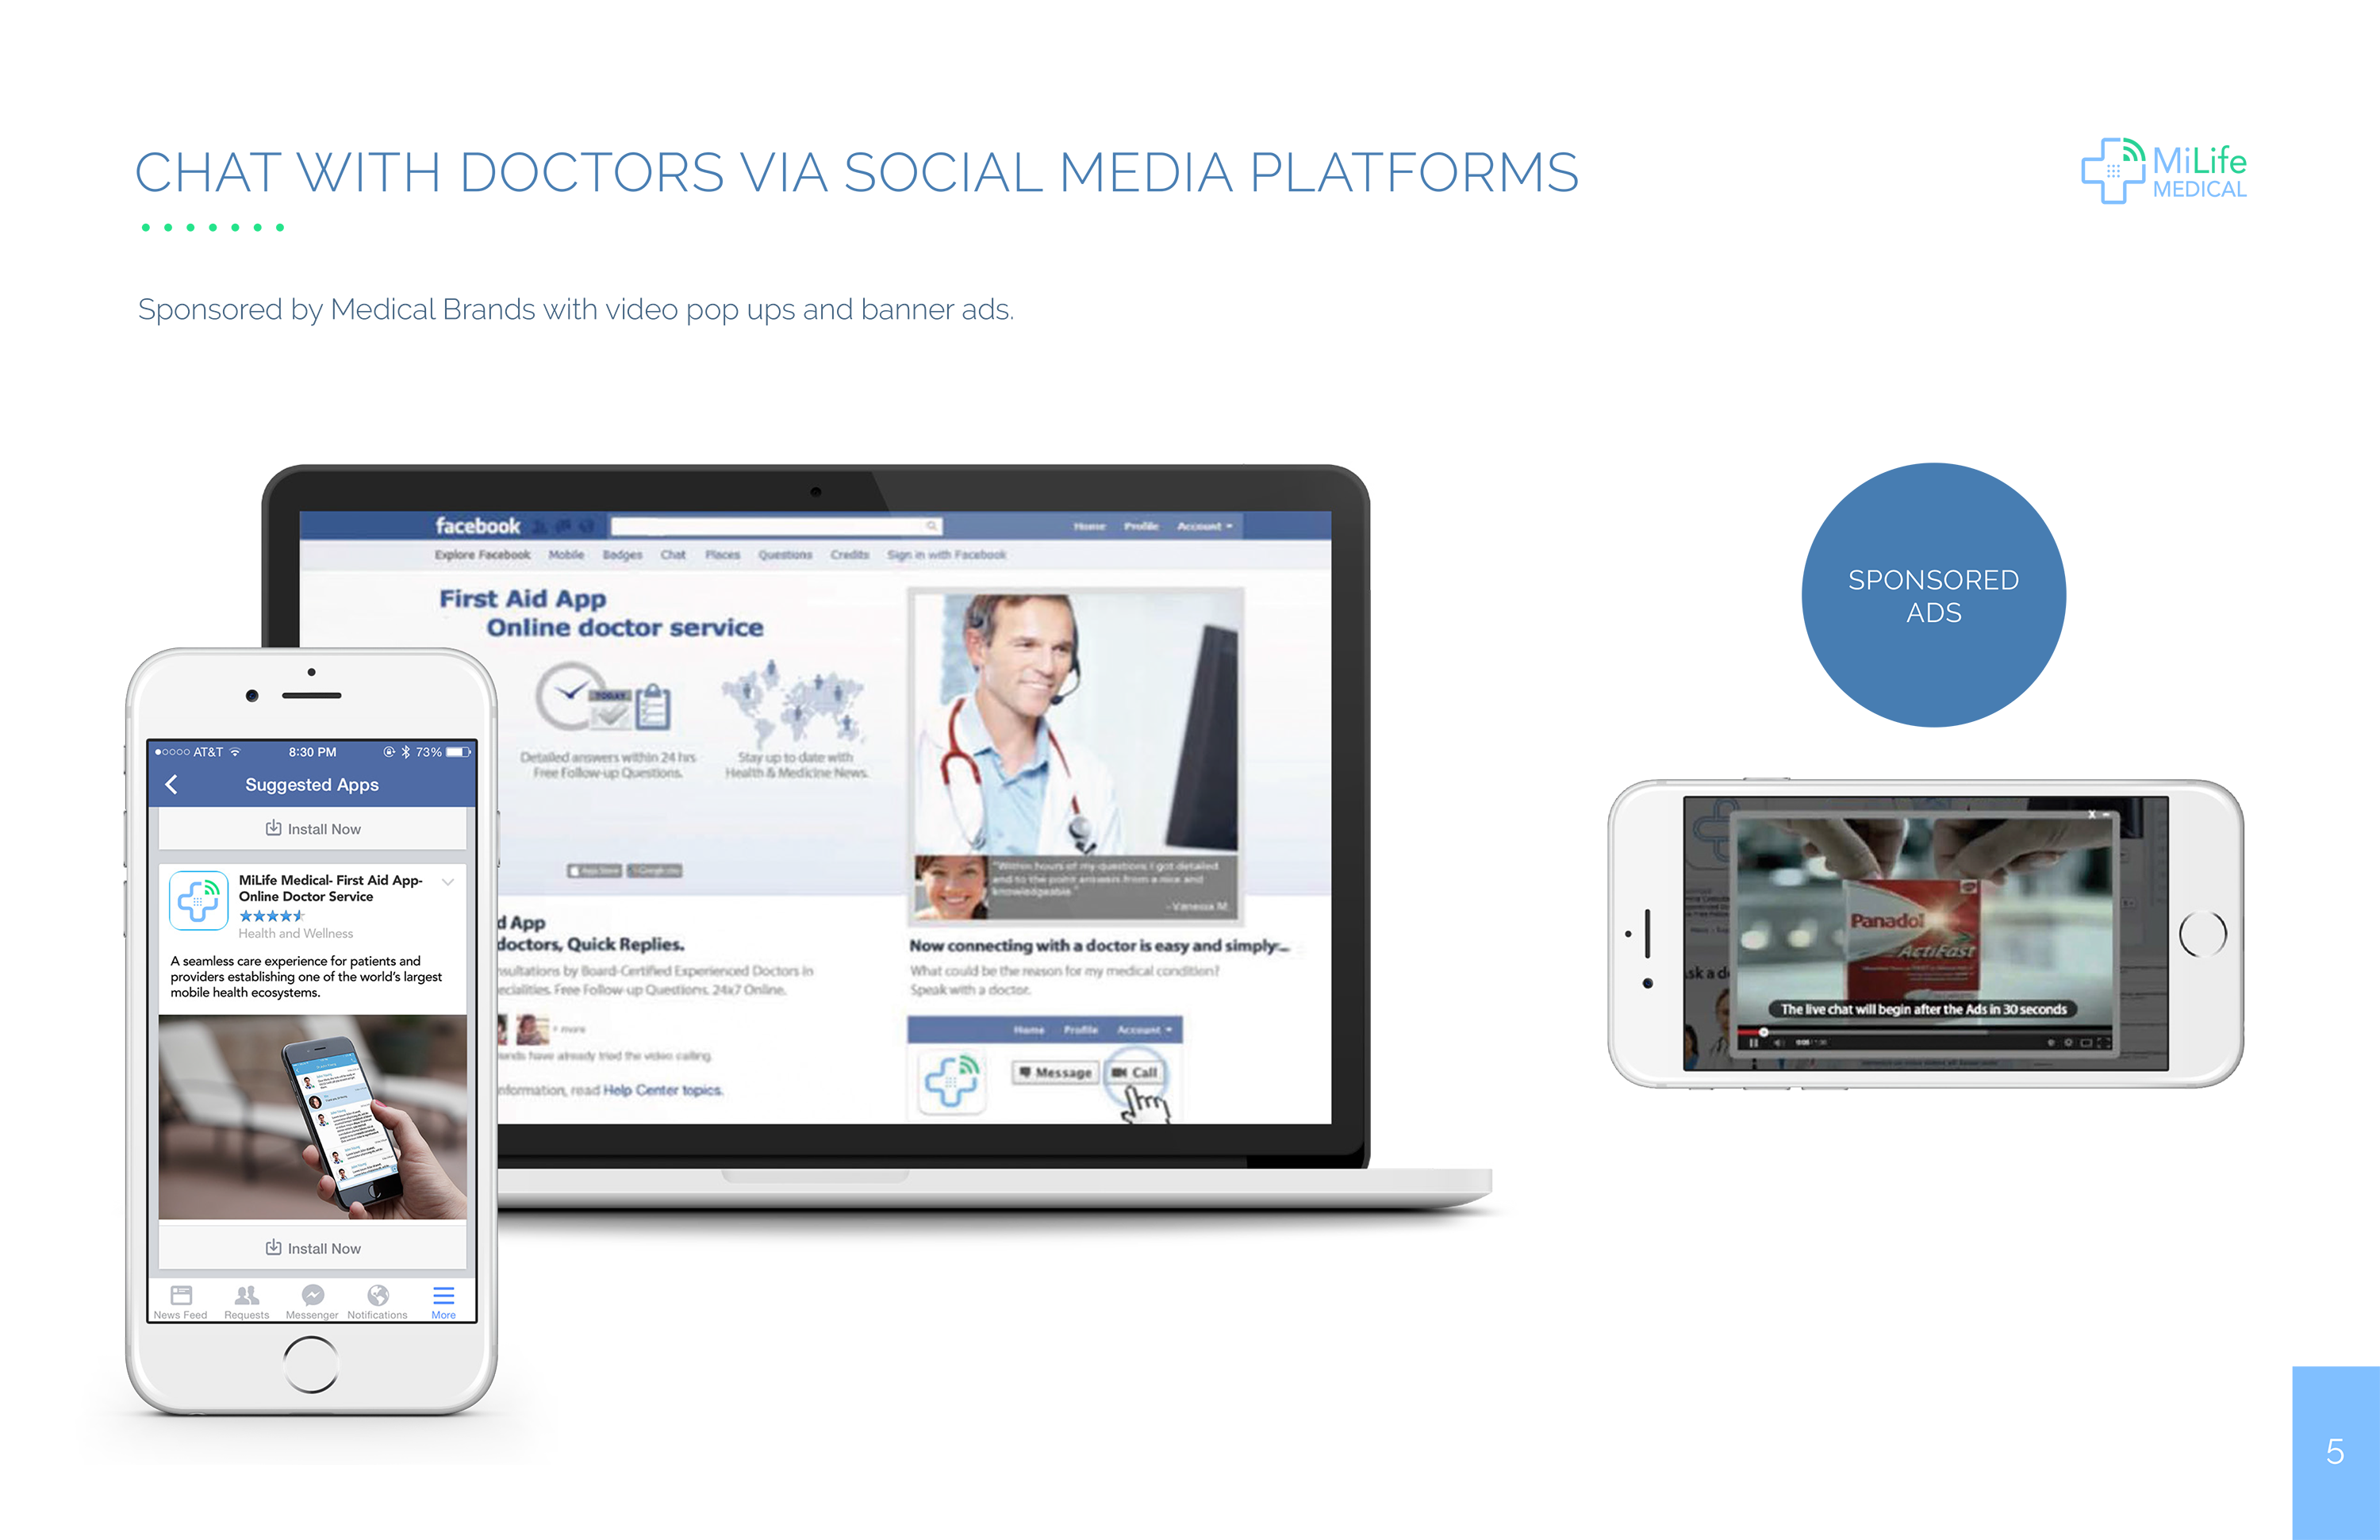 CHAT WITH DOCTORS VIA SOCIAL MEDIA PLATFORMS
MiLife
MEDICAL
Sponsored by Medical Brands with video pop ups and banner ads.
facebook
Home Profile Account
Explore Facebook Mobile Badges Chat Places Questions Credits Sign in with Facebook
First Aid App
Online doctor service
TODAY
Detailed answers within 24 hrs
Free Follow-up Questions.
Stay up to date with
Health & Medicine News.
App Store
"Within hours of my questions I got detailed
and to the point answers from a nice and
knowledgeable."
- Vanessa M.
d App
doctors, Quick Replies.
nsultations by Board-Certified Experienced Doctors in
ecialities. Free Follow-up Questions. 24x7 Online.
+ more
ends have already tried the video calling.
nformation, read Help Center topics.
Now connecting with a doctor is easy and simply...
What could be the reason for my medical condition?
Speak with a doctor.
Home Profile Account
Message Call
AT&T 8:30 PM 73%
Suggested Apps
Install Now
MiLife Medical- First Aid App-
Online Doctor Service
Health and Wellness
A seamless care experience for patients and
providers establishing one of the world's largest
mobile health ecosystems.
Install Now
News Feed Requests Messenger Notifications More
SPONSORED
ADS
X -
Panadol
ActiFast
sk a d
The live chat will begin after the Ads in 30 seconds
5